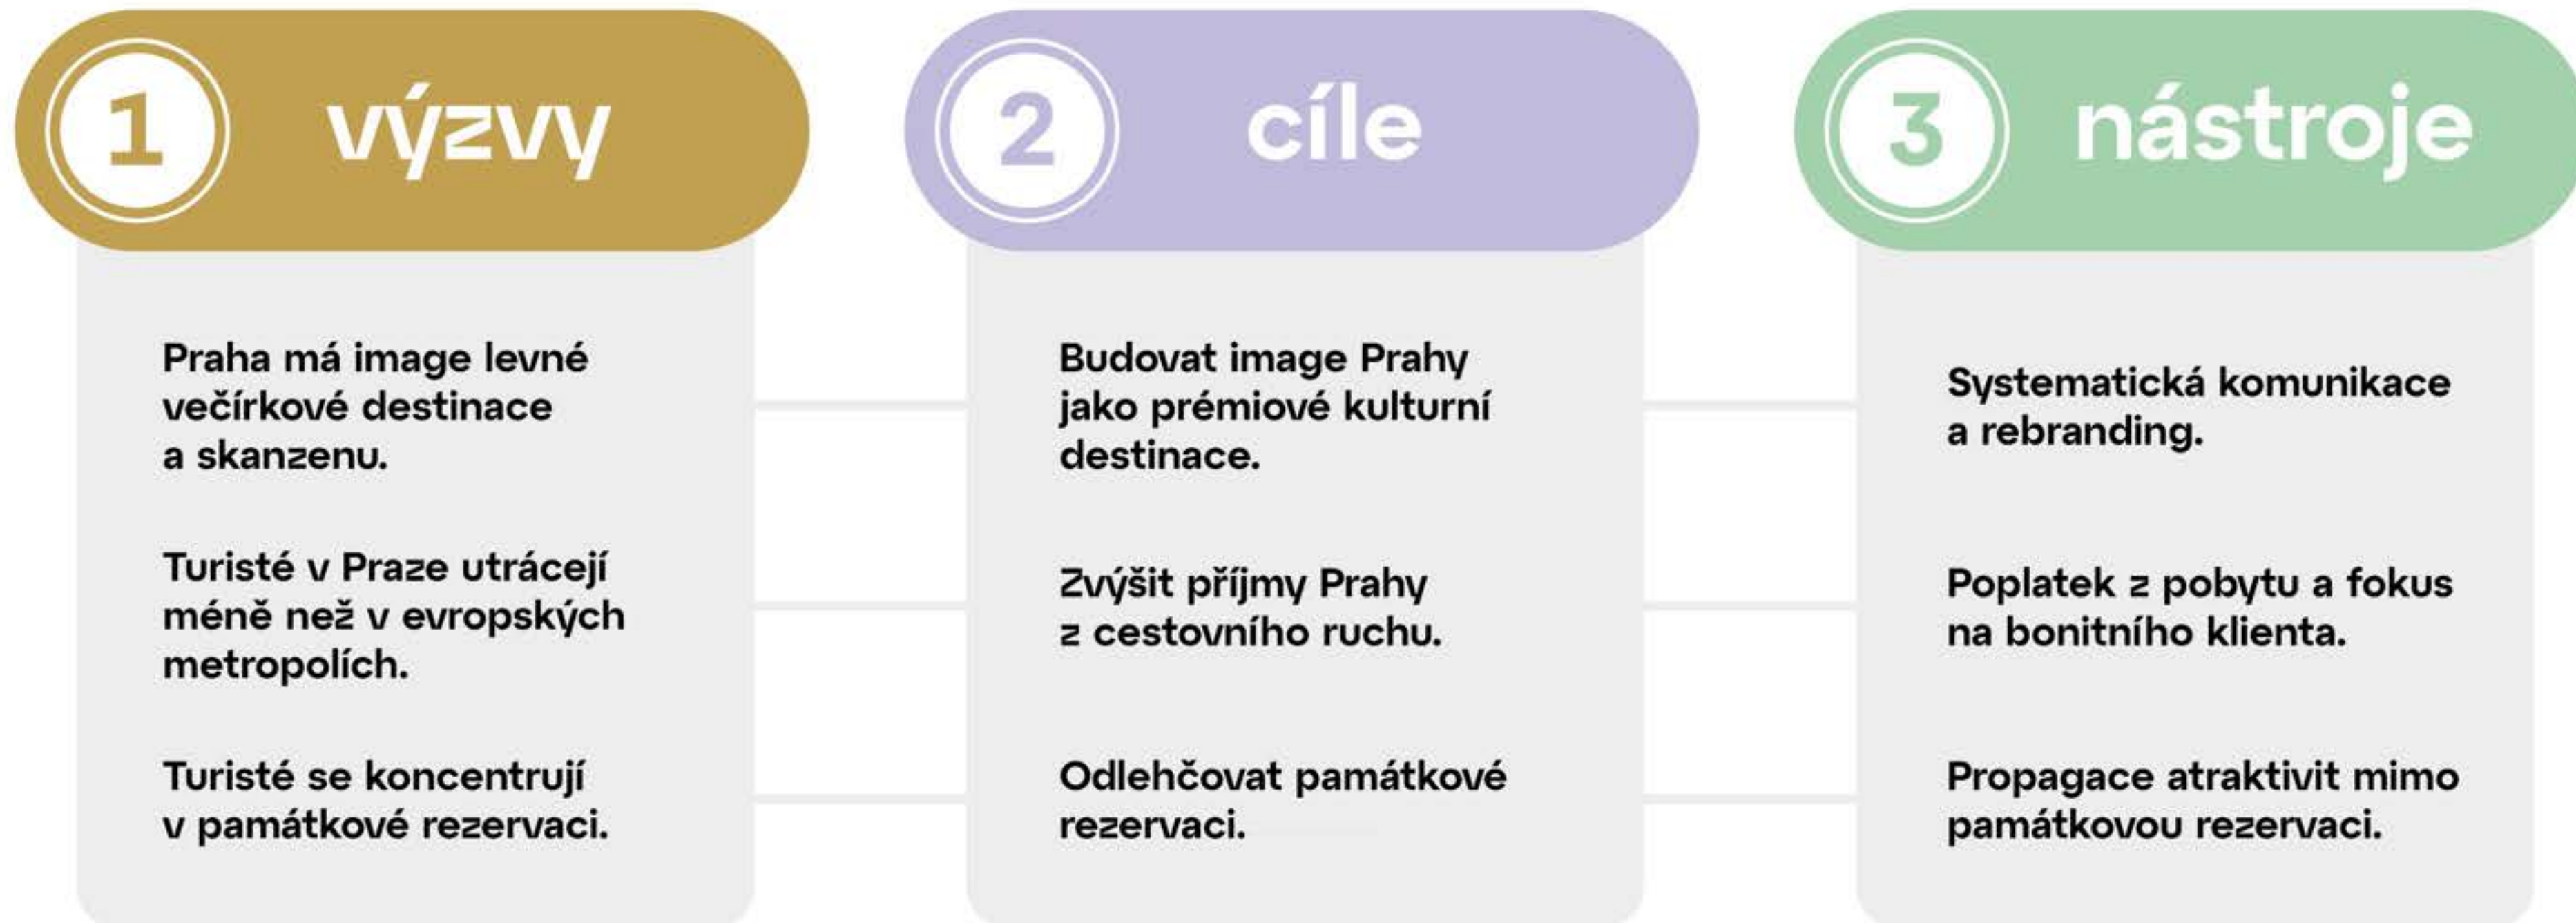 1 výzvy
Praha má image levné
večírkové destinace
a skanzenu.
Turisté v Praze utrácejí
méně než v evropských
metropolích.
Turisté se koncentrují
v památkové rezervaci.
2 cíle
Budovat image Prahy
jako prémiové kulturní
destinace.
Zvýšit příjmy Prahy
z cestovního ruchu.
Odlehčovat památkové
rezervaci.
3 nástroje
Systematická komunikace
a rebranding.
Poplatek z pobytu a fokus
na bonitního klienta.
Propagace atraktivit mimo
památkovou rezervaci.